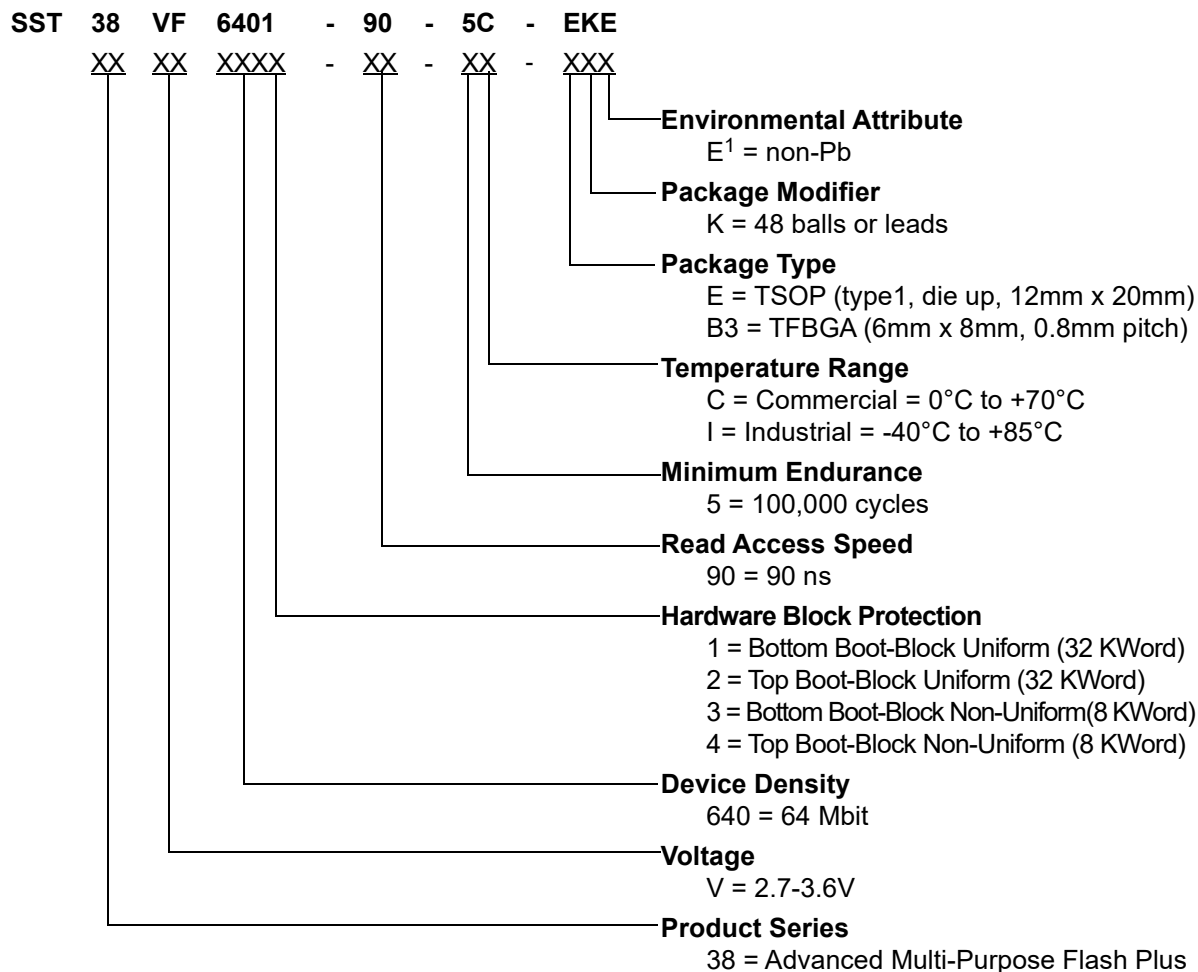 SST 38 VF 6401 - 90 - 5C - EKE
XX XX XXXX - XX - XX - XXX
Environmental Attribute
E1 = non-Pb
Package Modifier
K = 48 balls or leads
Package Type
E = TSOP (type1, die up, 12mm x 20mm)
B3 = TFBGA (6mm x 8mm, 0.8mm pitch)
Temperature Range
C = Commercial = 0°C to +70°C
I = Industrial = -40°C to +85°C
Minimum Endurance
5 = 100,000 cycles
Read Access Speed
90 = 90 ns
Hardware Block Protection
1 = Bottom Boot-Block Uniform (32 KWord)
2 = Top Boot-Block Uniform (32 KWord)
3 = Bottom Boot-Block Non-Uniform(8 KWord)
4 = Top Boot-Block Non-Uniform (8 KWord)
Device Density
640 = 64 Mbit
Voltage
V = 2.7-3.6V
Product Series
38 = Advanced Multi-Purpose Flash Plus